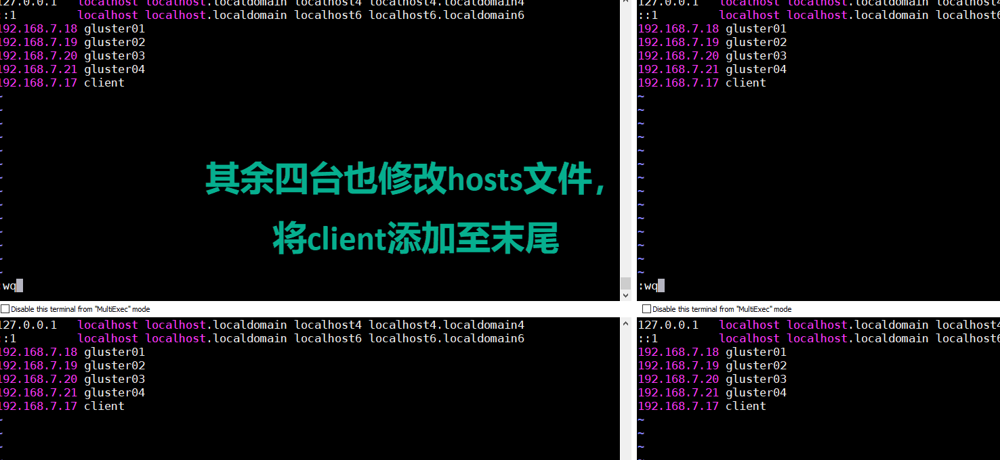 127.0.0.1   localhost localhost.localdomain localhost4 localhost4.localdomain4
::1         localhost localhost.localdomain localhost6 localhost6.localdomain6
192.168.7.18 gluster01
192.168.7.19 gluster02
192.168.7.20 gluster03
192.168.7.21 gluster04
192.168.7.17 client
~
~
~
~
~
~
~
~
~
~
~
~
~
~
其余四台也修改hosts文件,
将client添加至末尾
:wq
Disable this terminal from "MultiExec" mode
127.0.0.1   localhost localhost.localdomain localhost4
::1         localhost localhost.localdomain localhost6
192.168.7.18 gluster01
192.168.7.19 gluster02
192.168.7.20 gluster03
192.168.7.21 gluster04
192.168.7.17 client
~
~
~
~
~
~
~
~
~
~
~
~
~
~
:wq
Disable this terminal from "MultiExec" mode
127.0.0.1   localhost localhost.localdomain localhost4 localhost4.localdomain4
::1         localhost localhost.localdomain localhost6 localhost6.localdomain6
192.168.7.18 gluster01
192.168.7.19 gluster02
192.168.7.20 gluster03
192.168.7.21 gluster04
192.168.7.17 client
~
~
~
127.0.0.1   localhost localhost.localdomain localhost4
::1         localhost localhost.localdomain localhost6
192.168.7.18 gluster01
192.168.7.19 gluster02
192.168.7.20 gluster03
192.168.7.21 gluster04
192.168.7.17 client
~
~
~